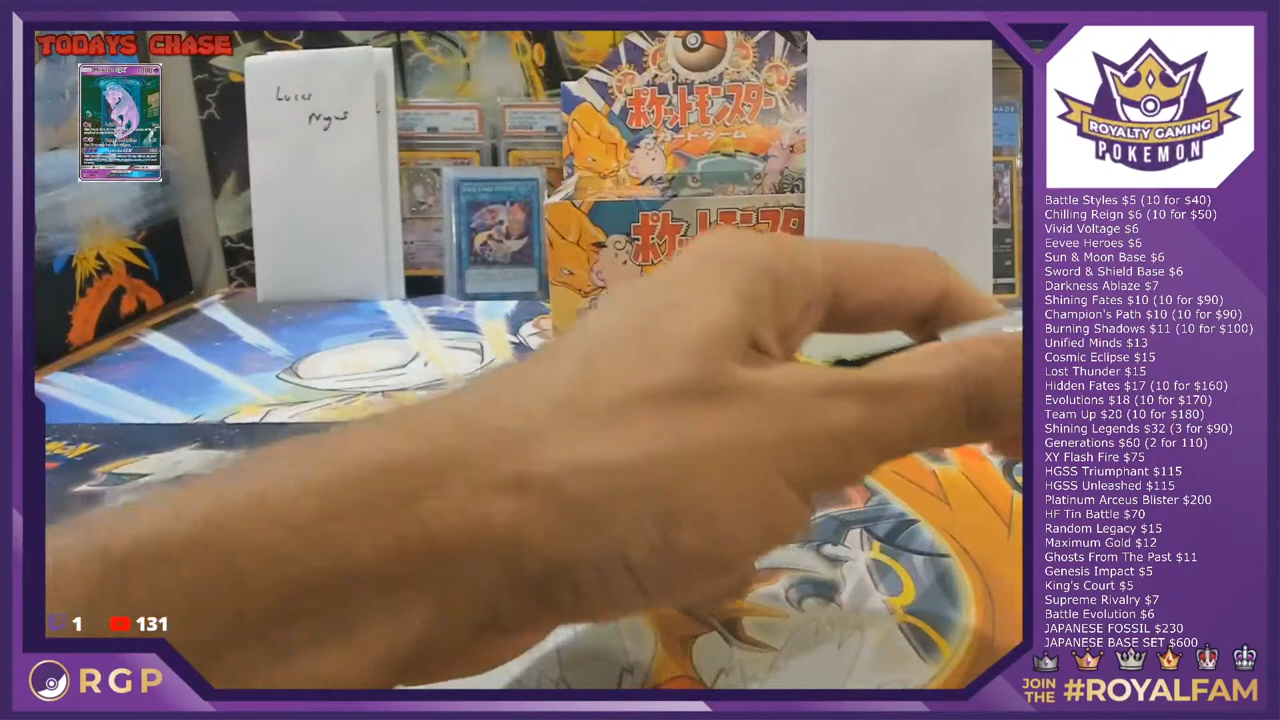 TODAYS CHASE
Lucas
ポケットモンスター
カードゲーム
ポケットモンスタ
ROYALTY GAMING
POKEMON
Battle Styles $5 (10 for $40)
Chilling Reign $6 (10 for $50)
Vivid Voltage $6
Eevee Heroes $6
Sun & Moon Base $6
Sword & Shield Base $6
Darkness Ablaze $7
Shining Fates $10 (10 for $90)
Champion's Path $10 (10 for $90)
Burning Shadows $11 (10 for $100)
Unified Minds $13
Cosmic Eclipse $15
Lost Thunder $15
Hidden Fates $17 (10 for $160)
Evolutions $18 (10 for $170)
Team Up $20 (10 for $180)
Shining Legends $32 (3 for $90)
Generations $60 (2 for 110)
XY Flash Fire $75
HGSS Triumphant $115
HGSS Unleashed $115
Platinum Arceus Blister $200
HF Tin Battle $70
Random Legacy $15
Maximum Gold $12
Ghosts From The Past $11
Genesis Impact $5
King's Court $5
Supreme Rivalry $7
Battle Evolution $6
JAPANESE FOSSIL $230
JAPANESE BASE SET $600
1 131
RGP
JOIN THE #ROYALFAM